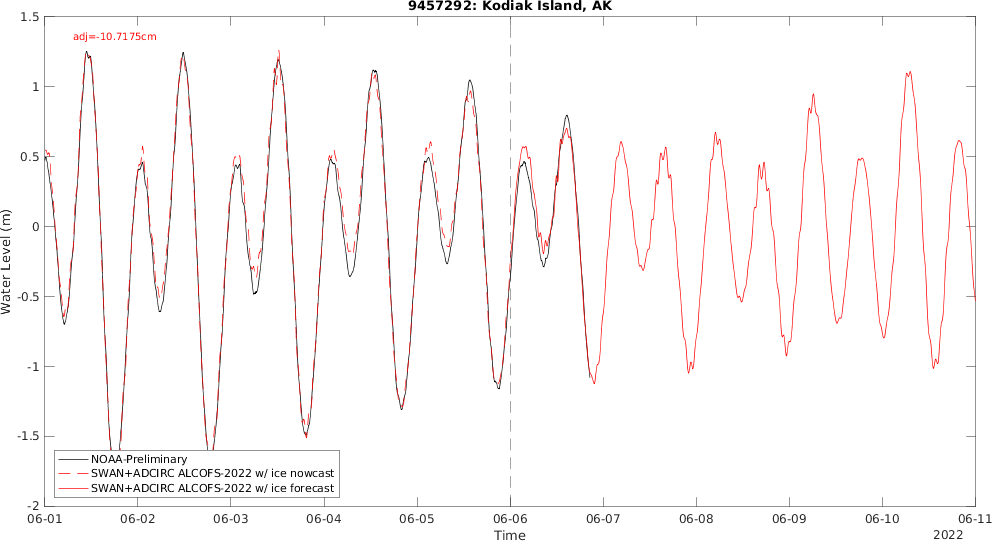 9457292: Kodiak Island, AK
adj=-10.7175cm
1.5
1
0.5
0
-0.5
-1
-1.5
-2
Water Level (m)
NOAA-Preliminary
SWAN+ADCIRC ALCOFS-2022 w/ ice nowcast
SWAN+ADCIRC ALCOFS-2022 w/ ice forecast
06-01 06-02 06-03 06-04 06-05 06-06 06-07 06-08 06-09 06-10 06-11
Time
2022